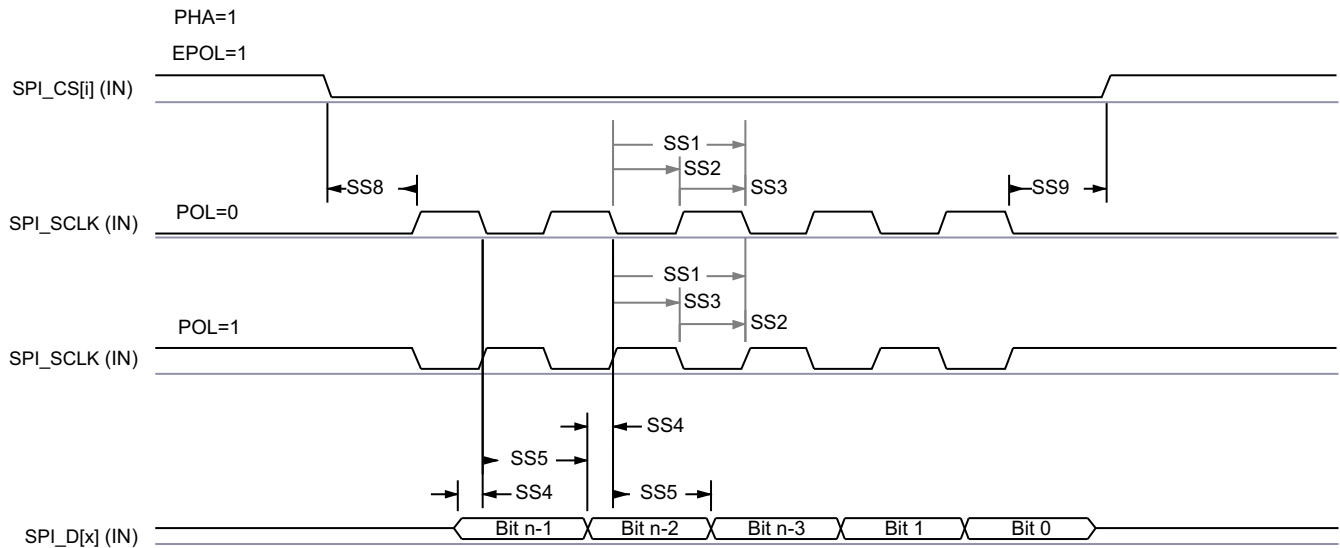 PHA=1
EPOL=1
SPI_CS[i] (IN)
SS1
SS2
SS8
SS3
SS9
POL=0
SPI_SCLK (IN)
SS1
SS3
SS2
POL=1
SPI_SCLK (IN)
SS4
SS5
SS4
SS5
SPI_D[x] (IN)
Bit n-1
Bit n-2
Bit n-3
Bit 1
Bit 0